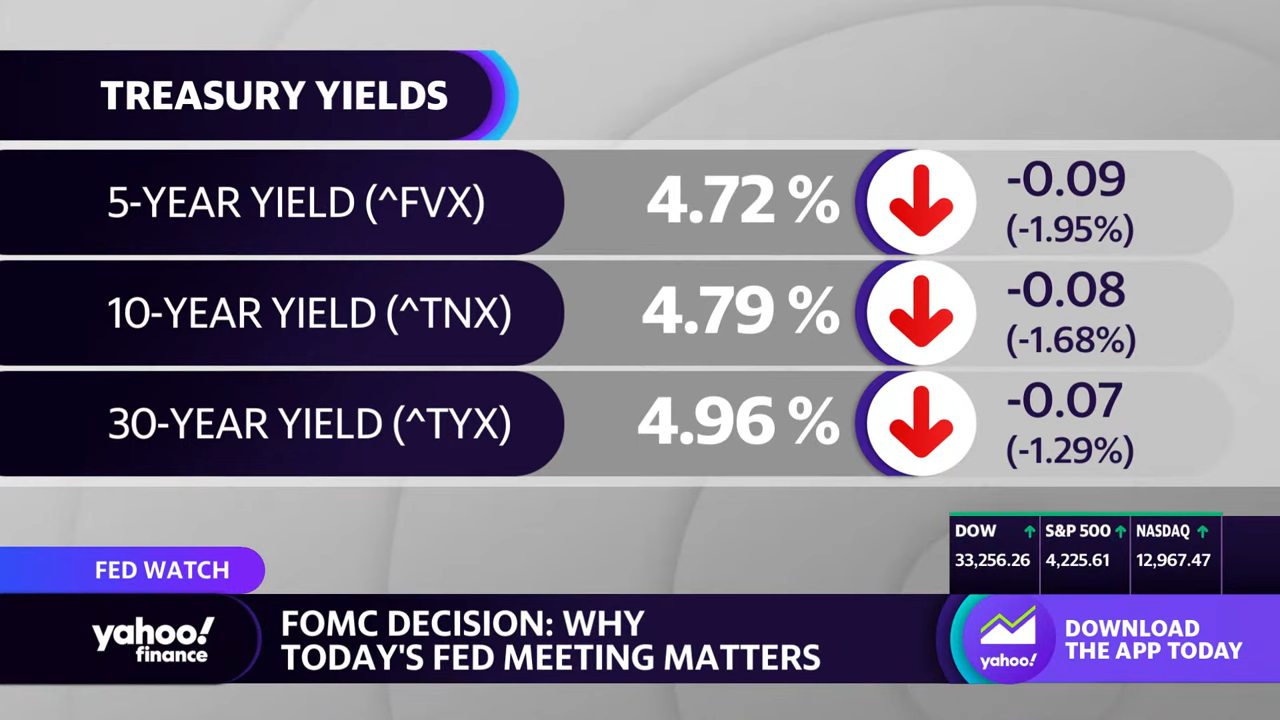 TREASURY YIELDS
5-YEAR YIELD (^FVX) 4.72 % -0.09
(-1.95%)
10-YEAR YIELD (^TNX) 4.79 % -0.08
(-1.68%)
30-YEAR YIELD (^TYX) 4.96 % -0.07
(-1.29%)
DOW S&P 500 NASDAQ
33,256.26 4,225.61 12,967.47
FED WATCH
yahoo!
finance
FOMC DECISION: WHY
TODAY'S FED MEETING MATTERS
yahoo!
DOWNLOAD
THE APP TODAY